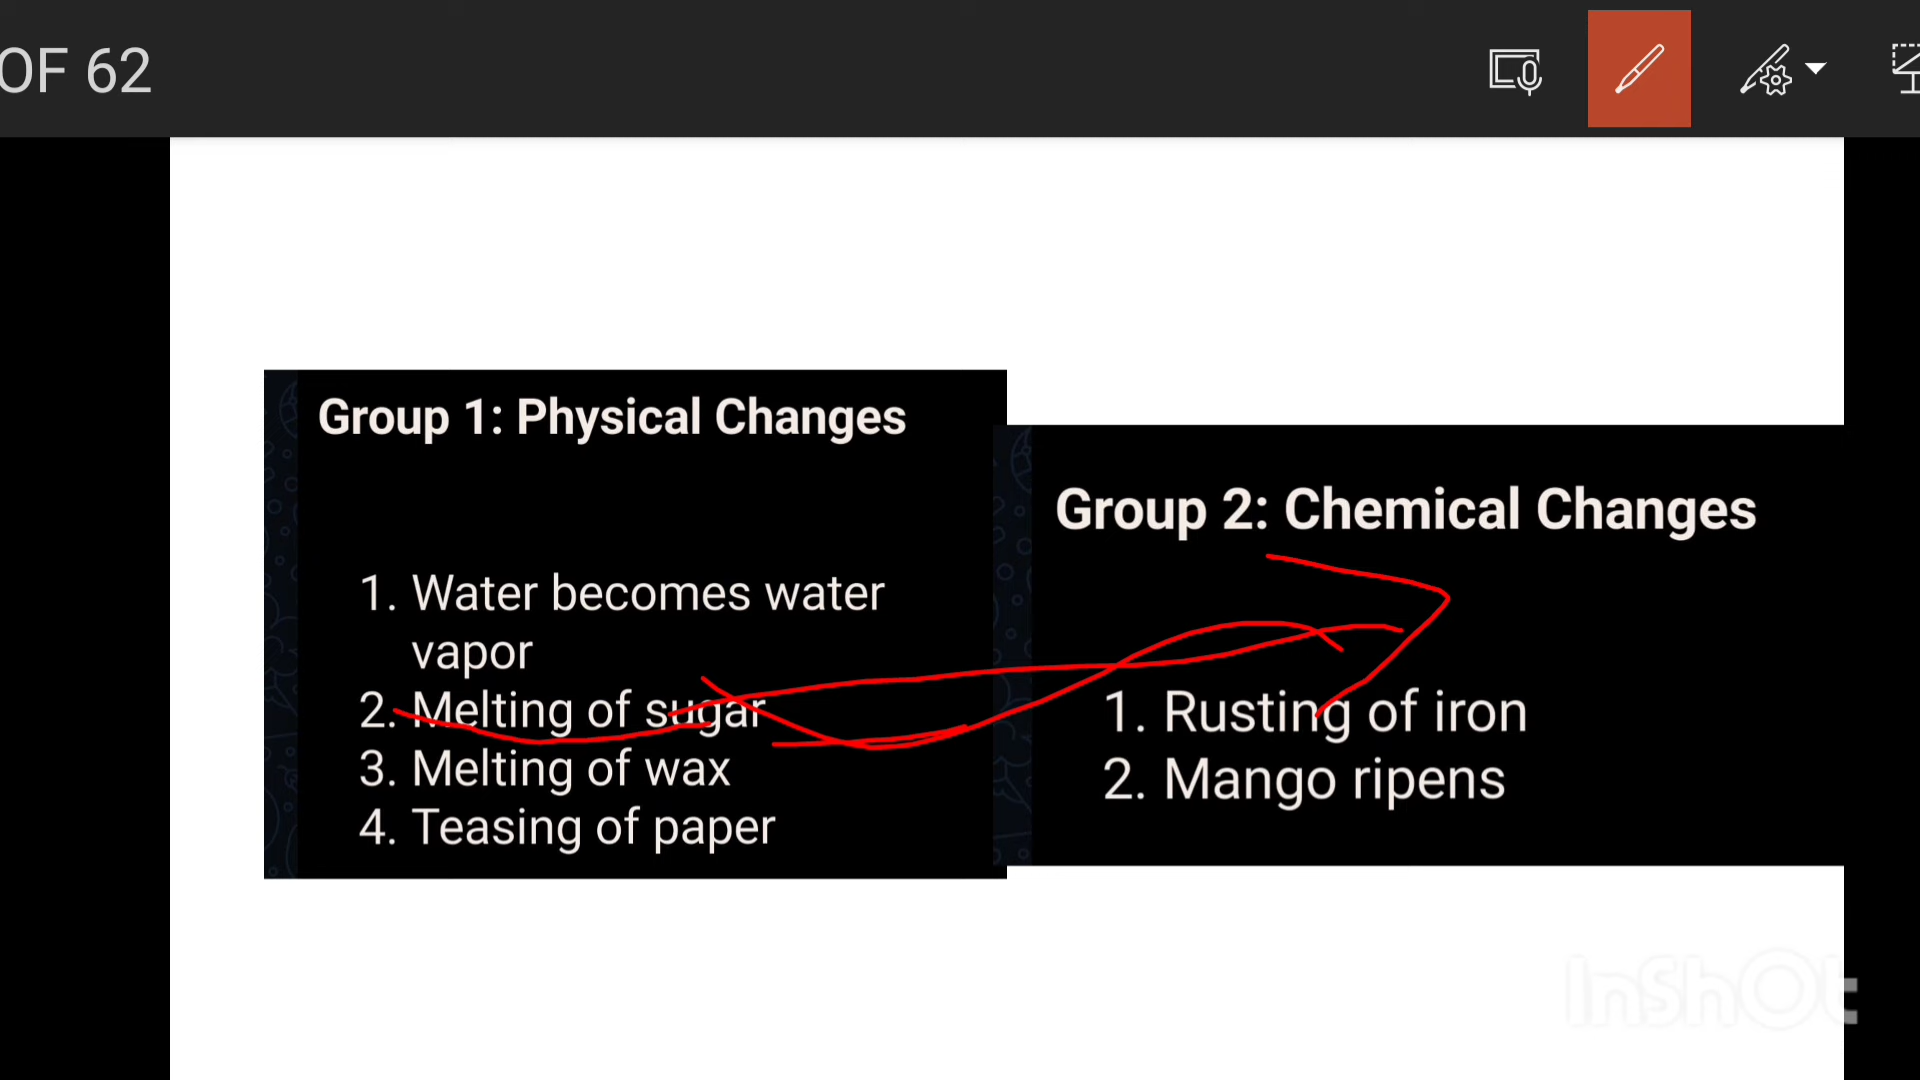 OF 62
Group 1: Physical Changes
1. Water becomes water
vapor
2. Melting of sugar
3. Melting of wax
4. Teasing of paper
Group 2: Chemical Changes
1. Rusting of iron
2. Mango ripens
InShOt